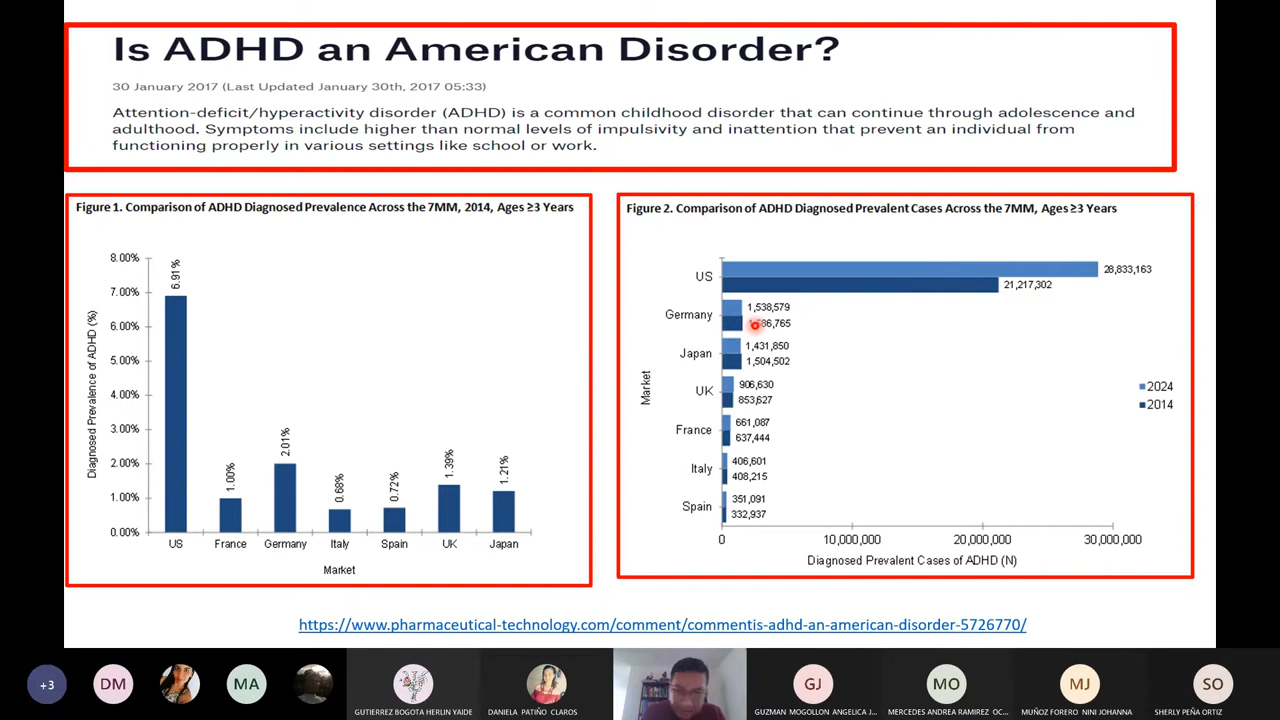 Is ADHD an American Disorder?
30 January 2017 (Last Updated January 30th, 2017 05:33)
Attention-deficit/hyperactivity disorder (ADHD) is a common childhood disorder that can continue through adolescence and
adulthood. Symptoms include higher than normal levels of impulsivity and inattention that prevent an individual from
functioning properly in various settings like school or work.
Figure 1. Comparison of ADHD Diagnosed Prevalence Across the 7MM, 2014, Ages ≥3 Years
Diagnosed Prevalence of ADHD (%)
8.00%
7.00%
6.00%
5.00%
4.00%
3.00%
2.00%
1.00%
0.00%
6.91%
1.00%
2.01%
0.68%
0.72%
1.39%
1.21%
US France Germany Italy Spain UK Japan
Market
Figure 2. Comparison of ADHD Diagnosed Prevalent Cases Across the 7MM, Ages ≥3 Years
Market
US
28,833,163
21,217,302
Germany
1,538,579
Japan
1,431,850
1,504,502
UK
906,630
853,627
France
661,087
637,444
Italy
406,601
408,215
Spain
351,091
332,937
2024
2014
0 10,000,000 20,000,000 30,000,000
Diagnosed Prevalent Cases of ADHD (N)
https://www.pharmaceutical-technology.com/comment/commentis-adhd-an-american-disorder-5726770/
+3
DM
MA
GUTIERREZ BOGOTA HERLIN YAIDE
DANIELA PATIÑO CLAROS
GJ
GUZMAN MOGOLLON ANGELICA J...
MO
MERCEDES ANDREA RAMIREZ OC...
MJ
MUÑOZ FORERO NINI JOHANNA
SO
SHERLY PEÑA ORTIZ